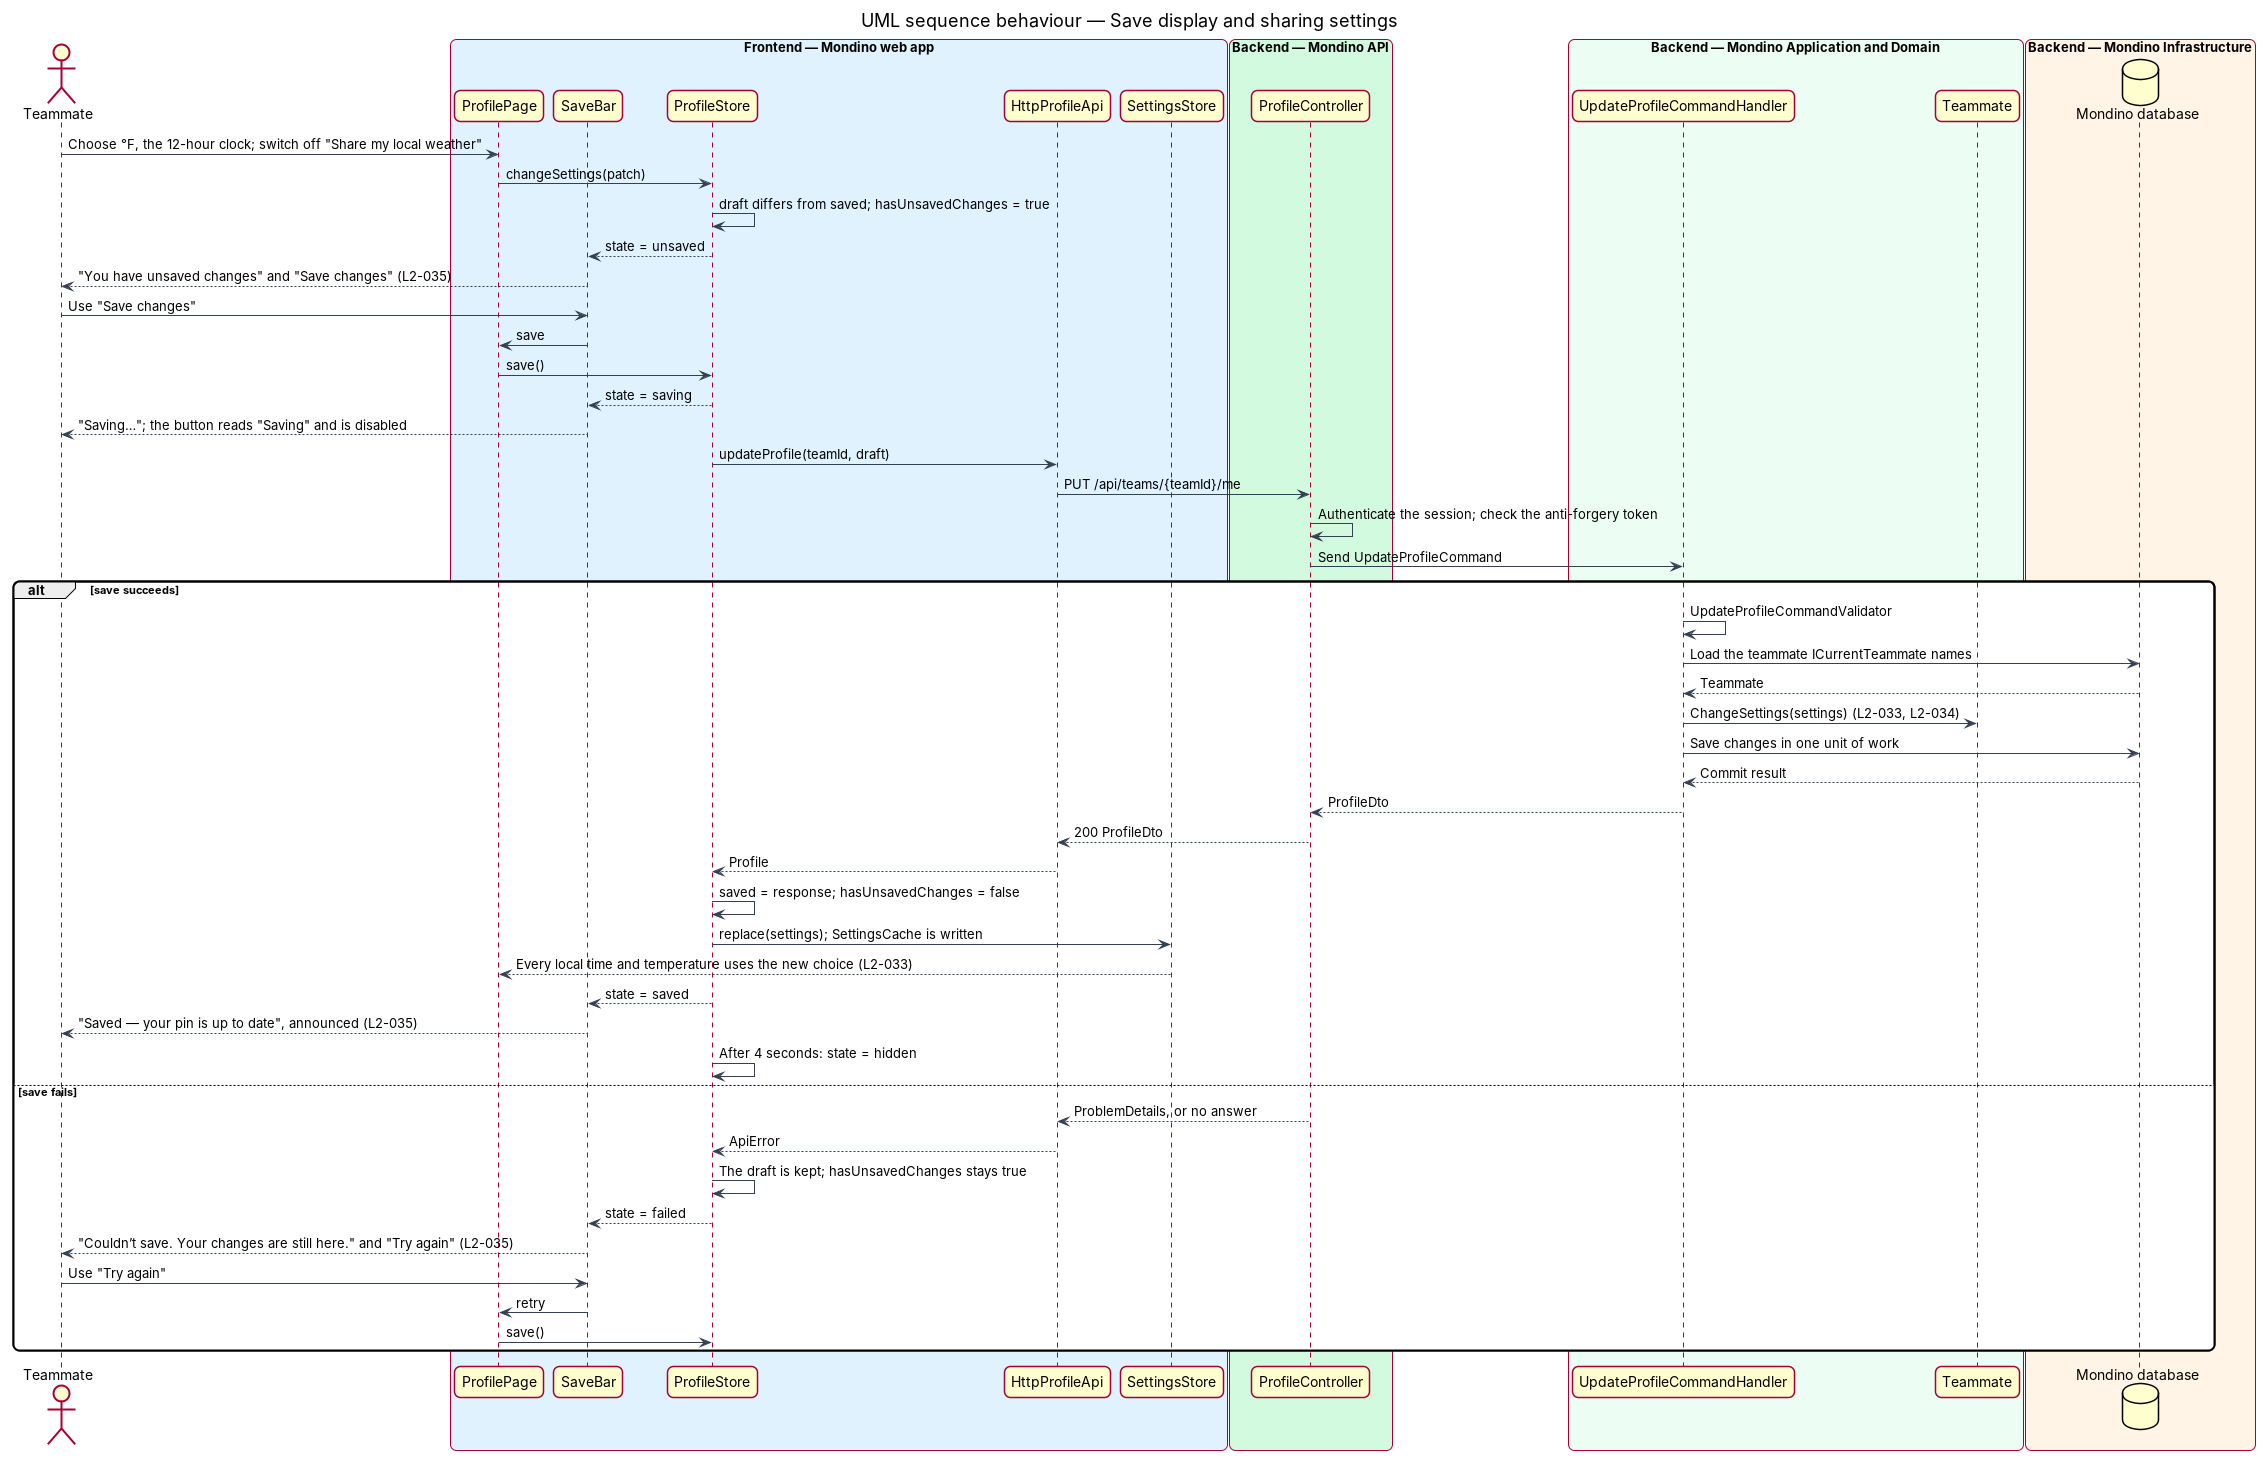 UML sequence behaviour — Save display and sharing settings
Frontend — Mondino web app
Backend — Mondino API
Backend — Mondino Application and Domain
Backend — Mondino Infrastructure
Teammate
ProfilePage
SaveBar
ProfileStore
HttpProfileApi
SettingsStore
ProfileController
UpdateProfileCommandHandler
Teammate
Mondino database
Choose °F, the 12-hour clock; switch off "Share my local weather"
changeSettings(patch)
draft differs from saved; hasUnsavedChanges = true
state = unsaved
"You have unsaved changes" and "Save changes" (L2-035)
Use "Save changes"
save
save()
state = saving
"Saving…"; the button reads "Saving" and is disabled
updateProfile(teamId, draft)
PUT /api/teams/{teamId}/me
Authenticate the session; check the anti-forgery token
Send UpdateProfileCommand
alt
[save succeeds]
UpdateProfileCommandValidator
Load the teammate ICurrentTeammate names
Teammate
ChangeSettings(settings) (L2-033, L2-034)
Save changes in one unit of work
Commit result
ProfileDto
200 ProfileDto
Profile
saved = response; hasUnsavedChanges = false
replace(settings); SettingsCache is written
Every local time and temperature uses the new choice (L2-033)
state = saved
"Saved — your pin is up to date", announced (L2-035)
After 4 seconds: state = hidden
[save fails]
ProblemDetails, or no answer
ApiError
The draft is kept; hasUnsavedChanges stays true
state = failed
"Couldn't save. Your changes are still here." and "Try again" (L2-035)
Use "Try again"
retry
save()
Teammate
ProfilePage
SaveBar
ProfileStore
HttpProfileApi
SettingsStore
ProfileController
UpdateProfileCommandHandler
Teammate
Mondino database